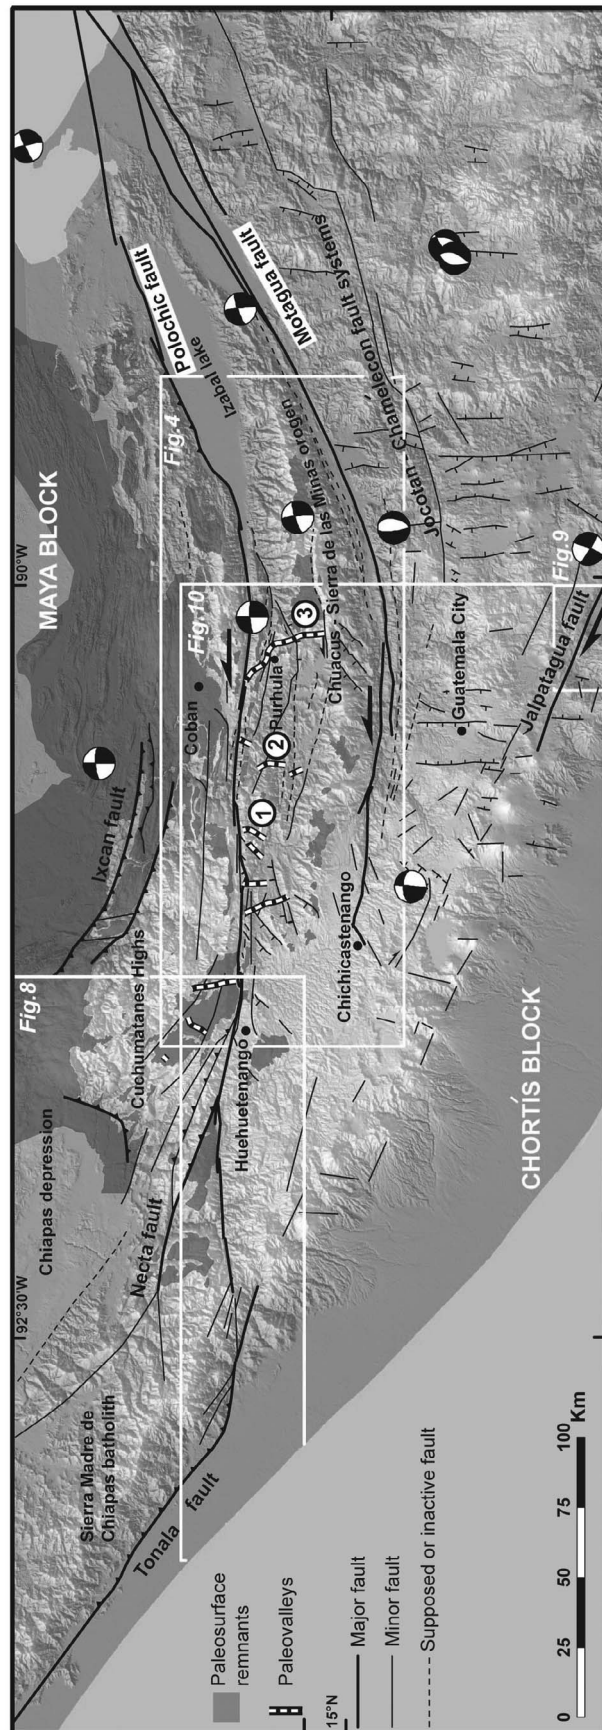 92°30'W
90°W
MAYA BLOCK
Fig.8
Chiapas depression
Ixcan fault
Sierra Madre de
Chiapas batholith
Cuchumatanes Highs
Fig.4
Polochic fault
Necta fault
Fig.10
Coban
Izabal lake
Tonala
fault
Huehuetenango
1
2
Purhula
3
Motagua fault
Chuacus - Sierra de las Minas orogen
Chichicastenango
Jocotan Chamelecon fault systems
Guatemala City
Fig.9
Jalpatagua fault
CHORTÍS BLOCK
Paleosurface
remnants
Paleovalleys
15°N
Major fault
Minor fault
Supposed or inactive fault
0 25 50 75 100
Km